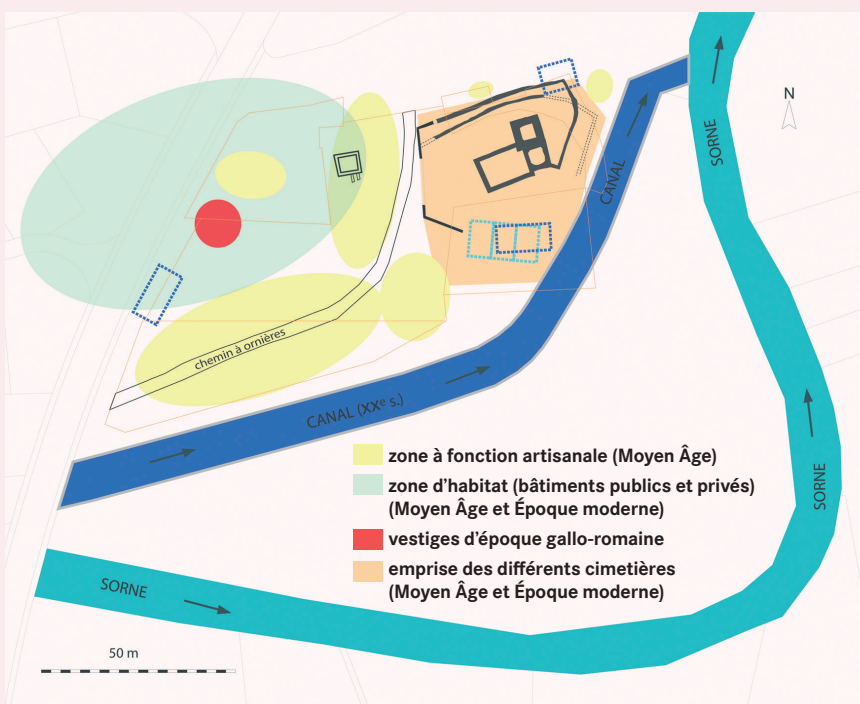 N
SORNE
CANAL
chemin à ornières
CANAL (XXe s.)
SORNE
SORNE
zone à fonction artisanale (Moyen Âge)
zone d'habitat (bâtiments publics et privés)
(Moyen Âge et Époque moderne)
vestiges d'époque gallo-romaine
emprise des différents cimetières
(Moyen Âge et Époque moderne)
50 m